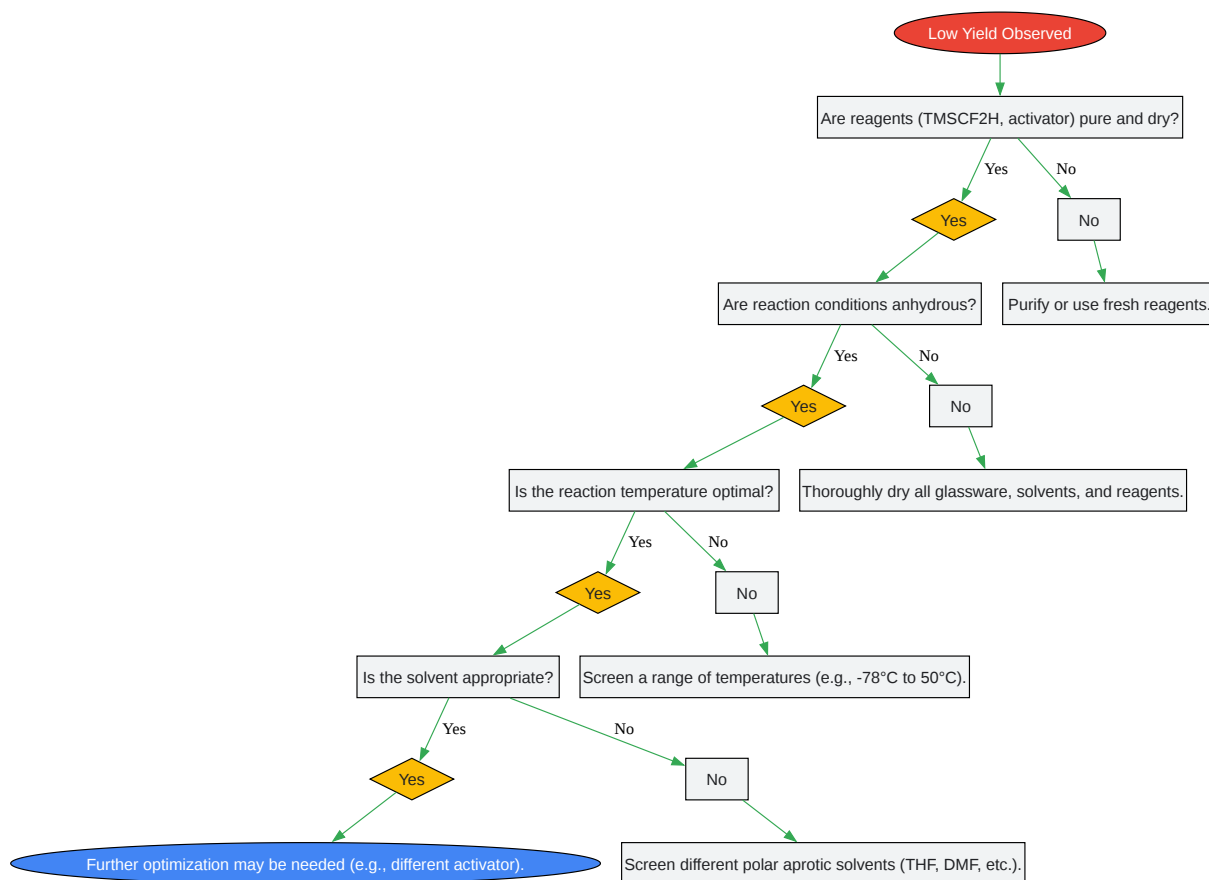 Low Yield Observed
Are reagents (TMSCF2H, activator) pure and dry?
Yes
No
Yes
No
Are reaction conditions anhydrous?
Purify or use fresh reagents.
Yes
No
Yes
No
Is the reaction temperature optimal?
Thoroughly dry all glassware, solvents, and reagents.
Yes
No
Yes
No
Is the solvent appropriate?
Screen a range of temperatures (e.g., -78°C to 50°C).
Yes
No
Yes
No
Further optimization may be needed (e.g., different activator).
Screen different polar aprotic solvents (THF, DMF, etc.).